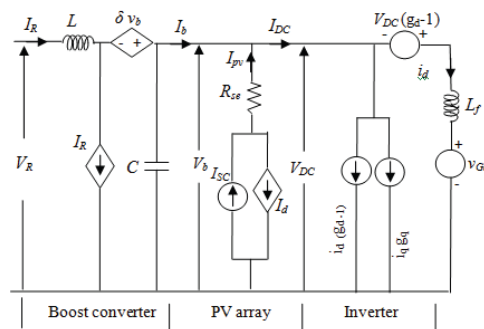 I_R
L
δ v_b
I_b
I_DC
V_DC (g_d-1)
- +
- +
I_pv
i_d
R_se
L_f
V_R
I_R
C
V_b
I_SC
I_d
V_DC
+
v_G
-
i_d (g_d-1)
i_q g_q
Boost converter
PV array
Inverter